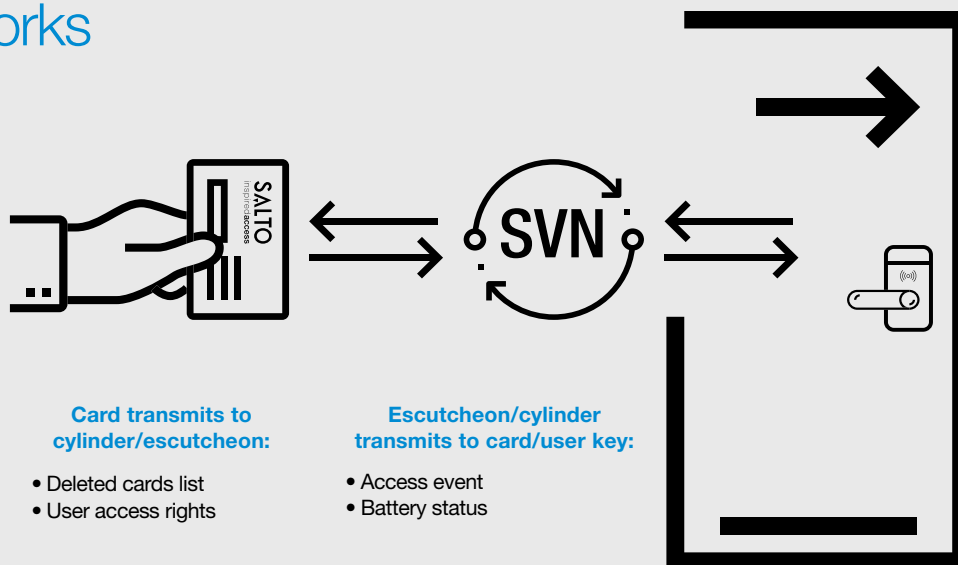 orks
SALTO
inspiredaccess
SVN
Card transmits to
cylinder/escutcheon:
• Deleted cards list
• User access rights
Escutcheon/cylinder
transmits to card/user key:
• Access event
• Battery status